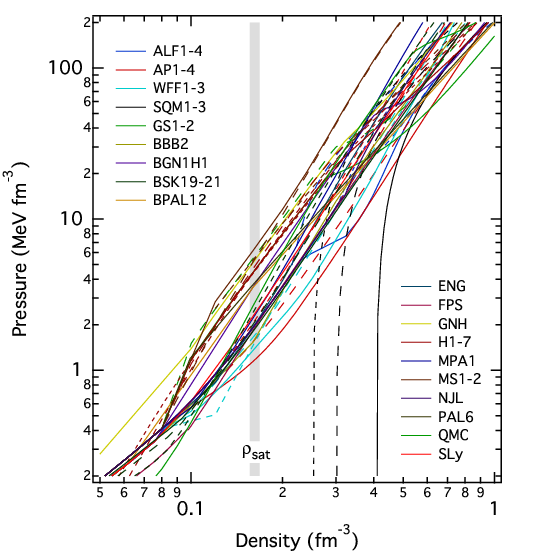 2
100
8
6
4
2
10
8
6
4
2
1
8
6
4
2
Pressure (MeV fm⁻³)
ALF1-4
AP1-4
WFF1-3
SQM1-3
GS1-2
BBB2
BGN1H1
BSK19-21
BPAL12
ENG
FPS
GNH
H1-7
MPA1
MS1-2
NJL
PAL6
QMC
SLy
ρsat
5 6 7 8 9 2 3 4 5 6 7 8 9
0.1 1
Density (fm⁻³)